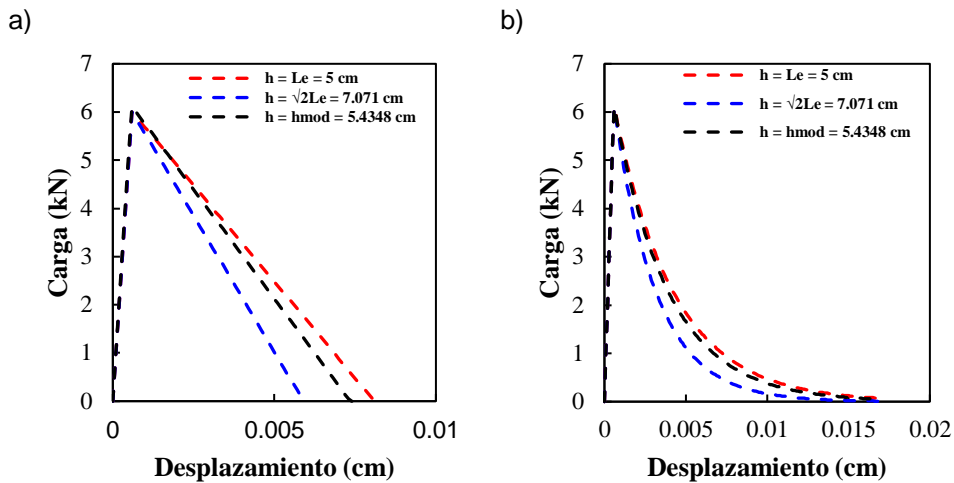 a)
7
6
5
4
3
2
1
0
Carga (kN)
h = Le = 5 cm
h = √2Le = 7.071 cm
h = hmod = 5.4348 cm
0
0.005
0.01
Desplazamiento (cm)
b)
7
6
5
4
3
2
1
0
Carga (kN)
h = Le = 5 cm
h = √2Le = 7.071 cm
h = hmod = 5.4348 cm
0
0.005
0.01
0.015
0.02
Desplazamiento (cm)